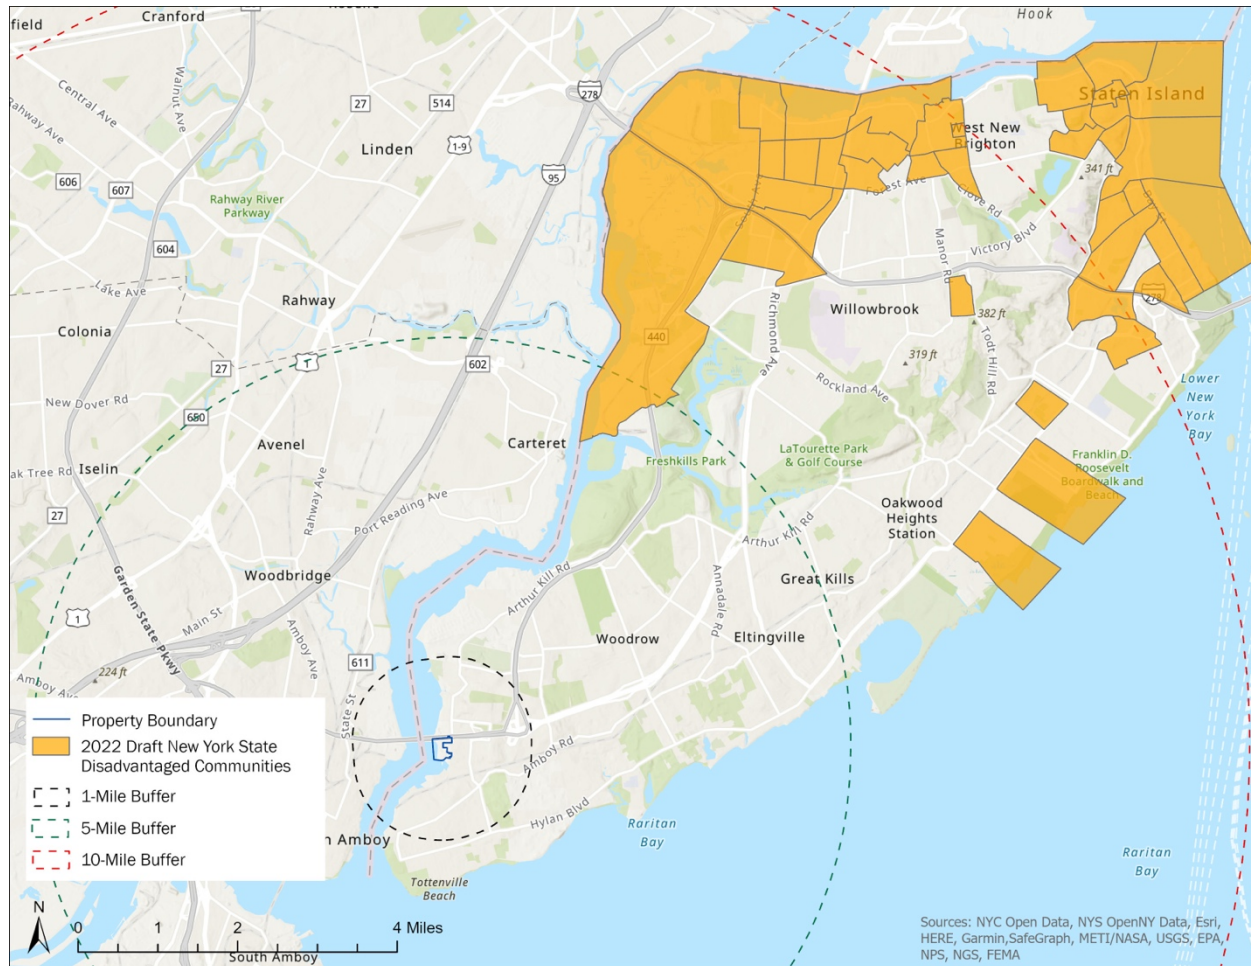 field
Cranford
Hook
278
27
514
Central Ave
Walnut Ave
Rahway Ave
Staten Island
West New
Brighton
Linden
1-9
95
341 ft
606
607
Rahway River
Parkway
Forest Ave
Clove Rd
604
Victory Blvd
Manor Rd
Lake Ave
Rahway
Colonia
Richmond Ave
Willowbrook
278
382 ft
440
319 ft
Todt Hill Rd
27
602
1
New Dover Rd
680
Rockland Ave
Lower
New
York
Bay
Avenel
Carteret
ak Tree Rd
Iselin
Freshkills Park
LaTourette Park
& Golf Course
Franklin D.
Roosevelt
Boardwalk and
Beach
Rahway Ave
Port Reading Ave
27
Oakwood
Heights
Station
Arthur Kill Rd
Garden State Pkwy
Woodbridge
Arthur Kill Rd
Annadale Rd
Great Kills
1
Main St
Amboy Ave
Woodrow
Eltingville
611
224 ft
Amboy Ave
State St
Amboy Rd
Hylan Blvd
Raritan
Bay
Raritan
Bay
n Amboy
Tottenville
Beach
South Amboy
Property Boundary
2022 Draft New York State
Disadvantaged Communities
1-Mile Buffer
5-Mile Buffer
10-Mile Buffer
N
0 1 2 4 Miles
Sources: NYC Open Data, NYS OpenNY Data, Esri,
HERE, Garmin,SafeGraph, METI/NASA, USGS, EPA,
NPS, NGS, FEMA